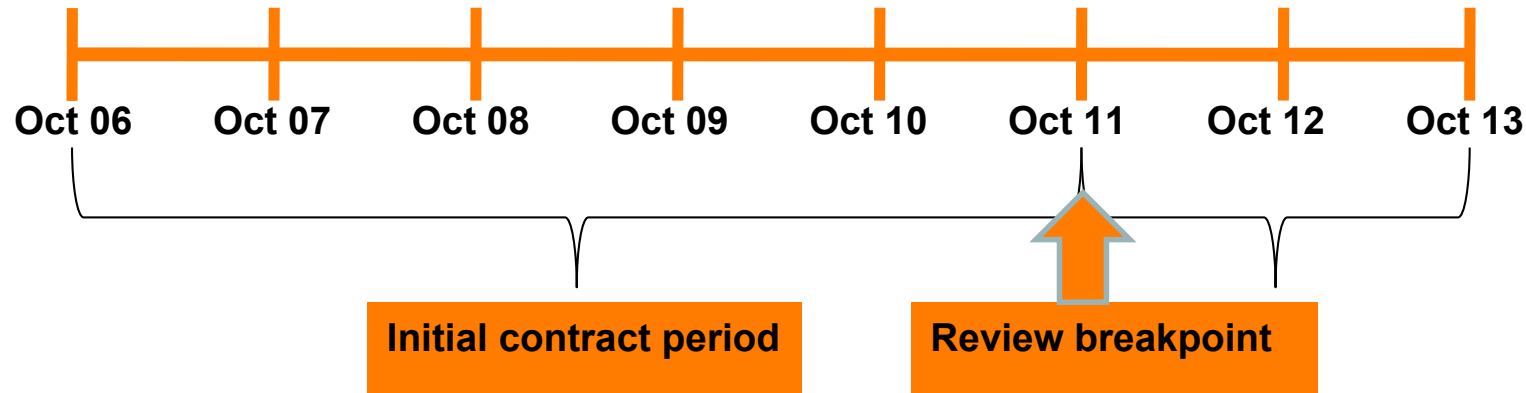 Oct 06 Oct 07 Oct 08 Oct 09 Oct 10 Oct 11 Oct 12 Oct 13
Initial contract period
Review breakpoint